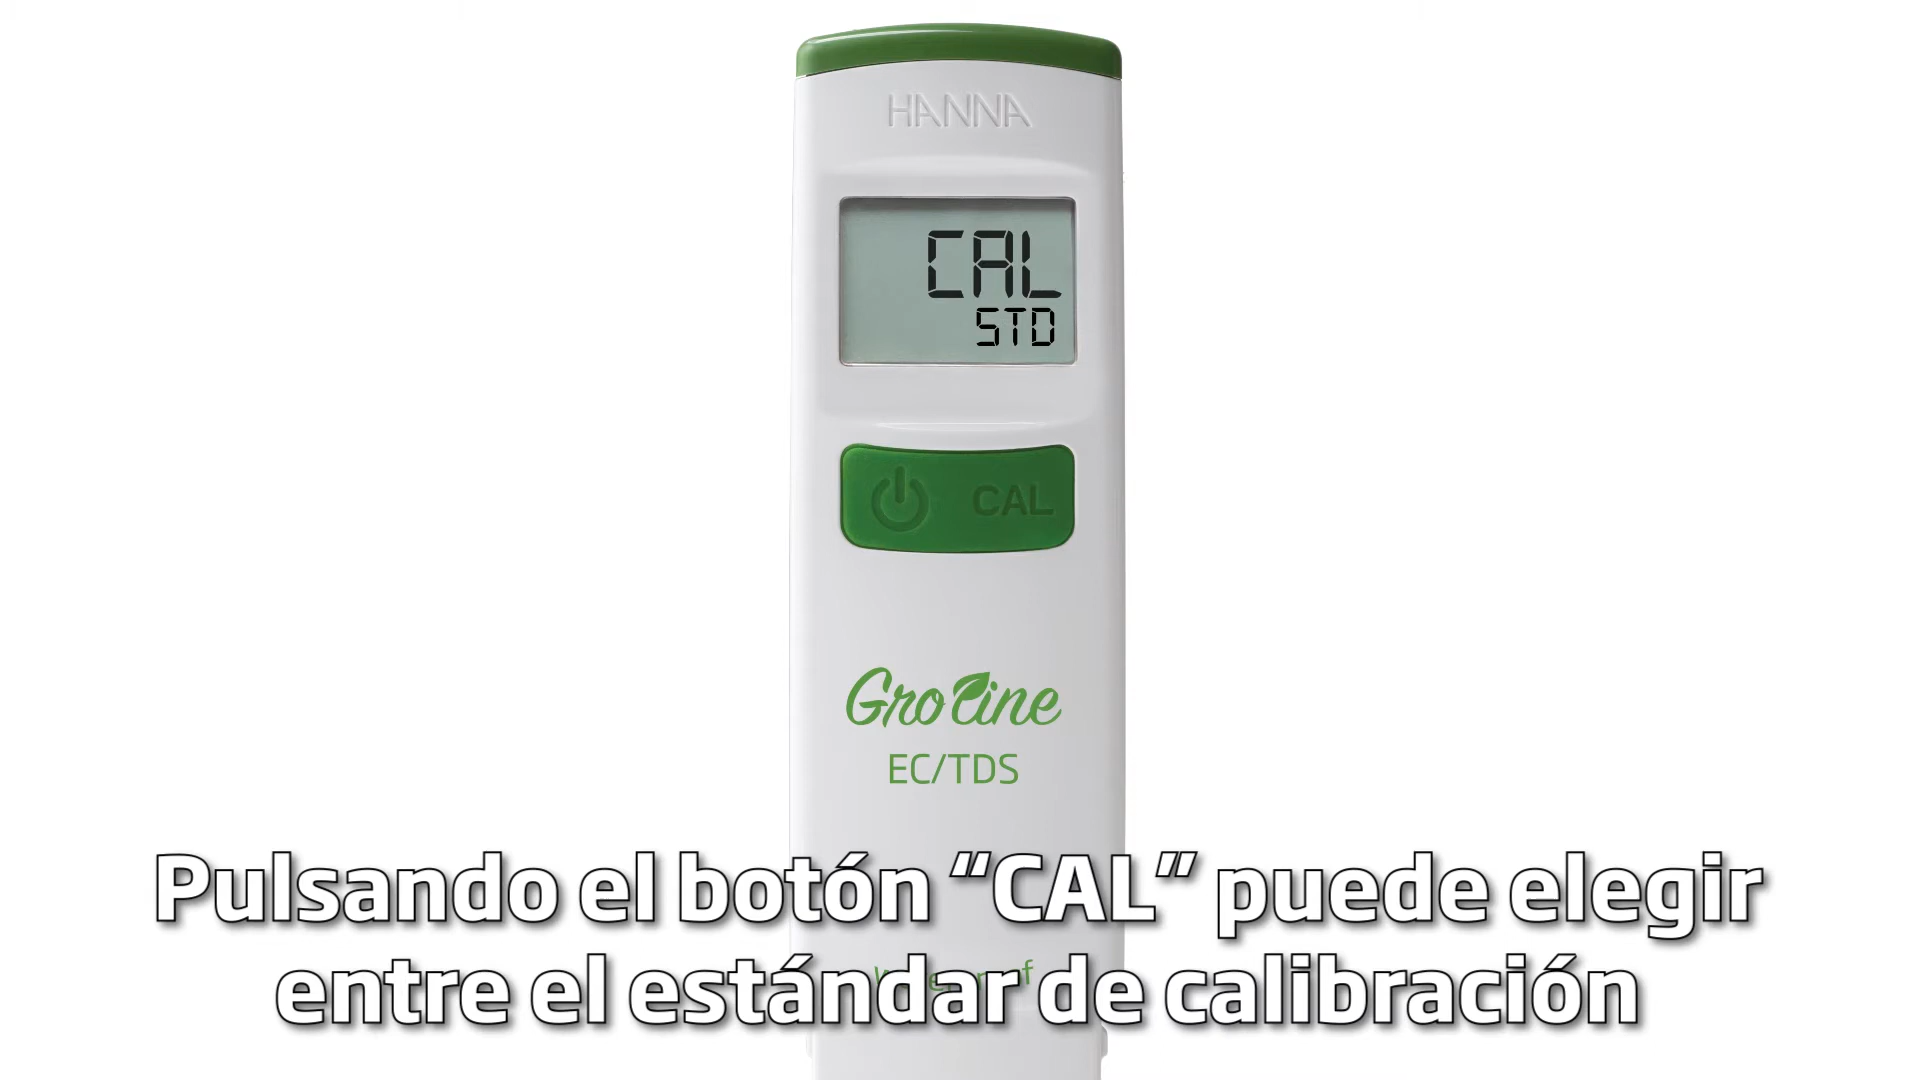 HANNA
CAL
STD
CAL
GroLine
EC/TDS
Pulsando el botón “CAL” puede elegir
entre el estándar de calibración